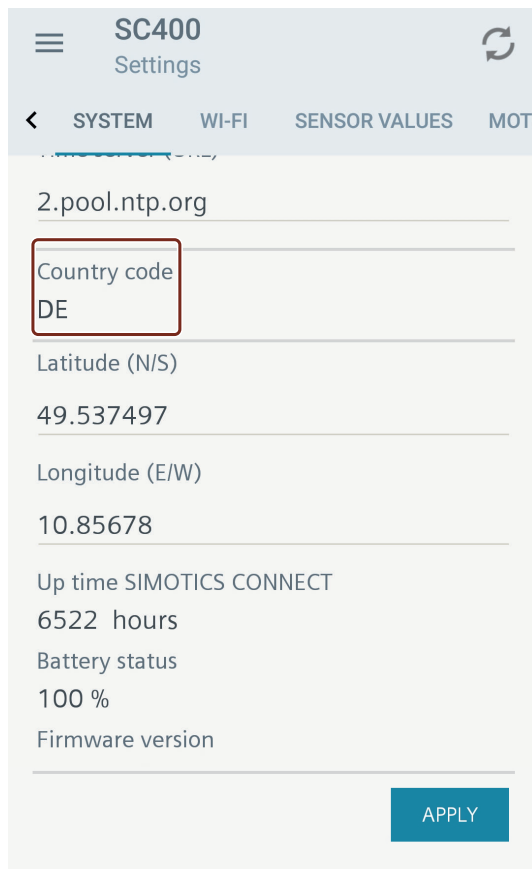 SC400
Settings
SYSTEM WI-FI SENSOR VALUES MOT
2.pool.ntp.org
Country code
DE
Latitude (N/S)
49.537497
Longitude (E/W)
10.85678
Up time SIMOTICS CONNECT
6522 hours
Battery status
100 %
Firmware version
APPLY